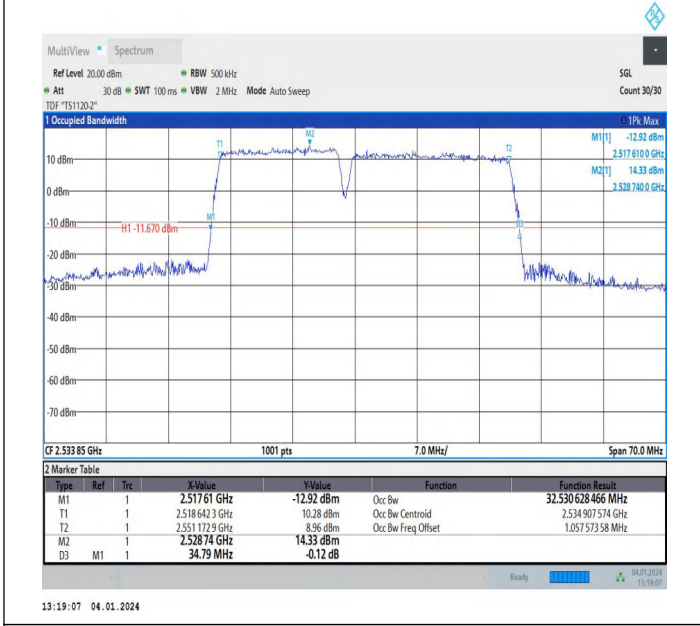 R&S
MultiView Spectrum
Ref Level 20.00 dBm RBW 500 kHz SGL
Att 30 dB SWT 100 ms VBW 2 MHz Mode Auto Sweep Count 30/30
TDF "TS1120-2"
1 Occupied Bandwidth 1Pk Max
M1[1] -12.92 dBm
2.517 610 0 GHz
M2[1] 14.33 dBm
2.528 740 0 GHz
M2
T1
T2
10 dBm
0 dBm
M1
-10 dBm
H1 -11.670 dBm
D3
-20 dBm
-30 dBm
-40 dBm
-50 dBm
-60 dBm
-70 dBm
CF 2.533 85 GHz 1001 pts 7.0 MHz/ Span 70.0 MHz
2 Marker Table
Type Ref Trc X-Value Y-Value Function Function Result
M1 1 2.517 61 GHz -12.92 dBm Occ Bw 32.530 628 466 MHz
T1 1 2.518 642 3 GHz 10.28 dBm Occ Bw Centroid 2.534 907 574 GHz
T2 1 2.551 172 9 GHz 8.96 dBm Occ Bw Freq Offset 1.057 573 58 MHz
M2 1 2.528 74 GHz 14.33 dBm
D3 M1 1 34.79 MHz -0.12 dB
Ready 04.01.2024
13:19:07
13:19:07 04.01.2024